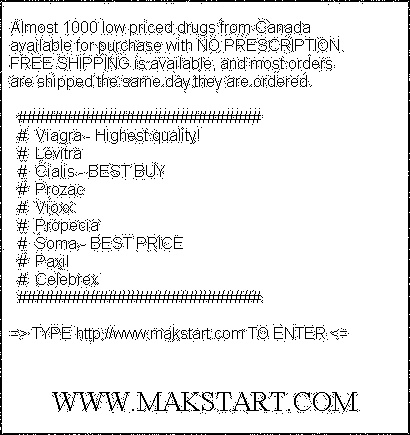 Almost 1000 low priced drugs from Canada
available for purchase with NO PRESCRIPTION,
FREE SHIPPING is available, and most orders
are shipped the same day they are ordered.
###########################
# Viagra - Highest quality!
# Levitra
# Cialis - BEST BUY
# Prozac
# Vioxx
# Propecia
# Soma - BEST PRICE
# Paxil
# Celebrex
###########################
=> TYPE http://www.makstart.com TO ENTER <=
WWW.MAKSTART.COM